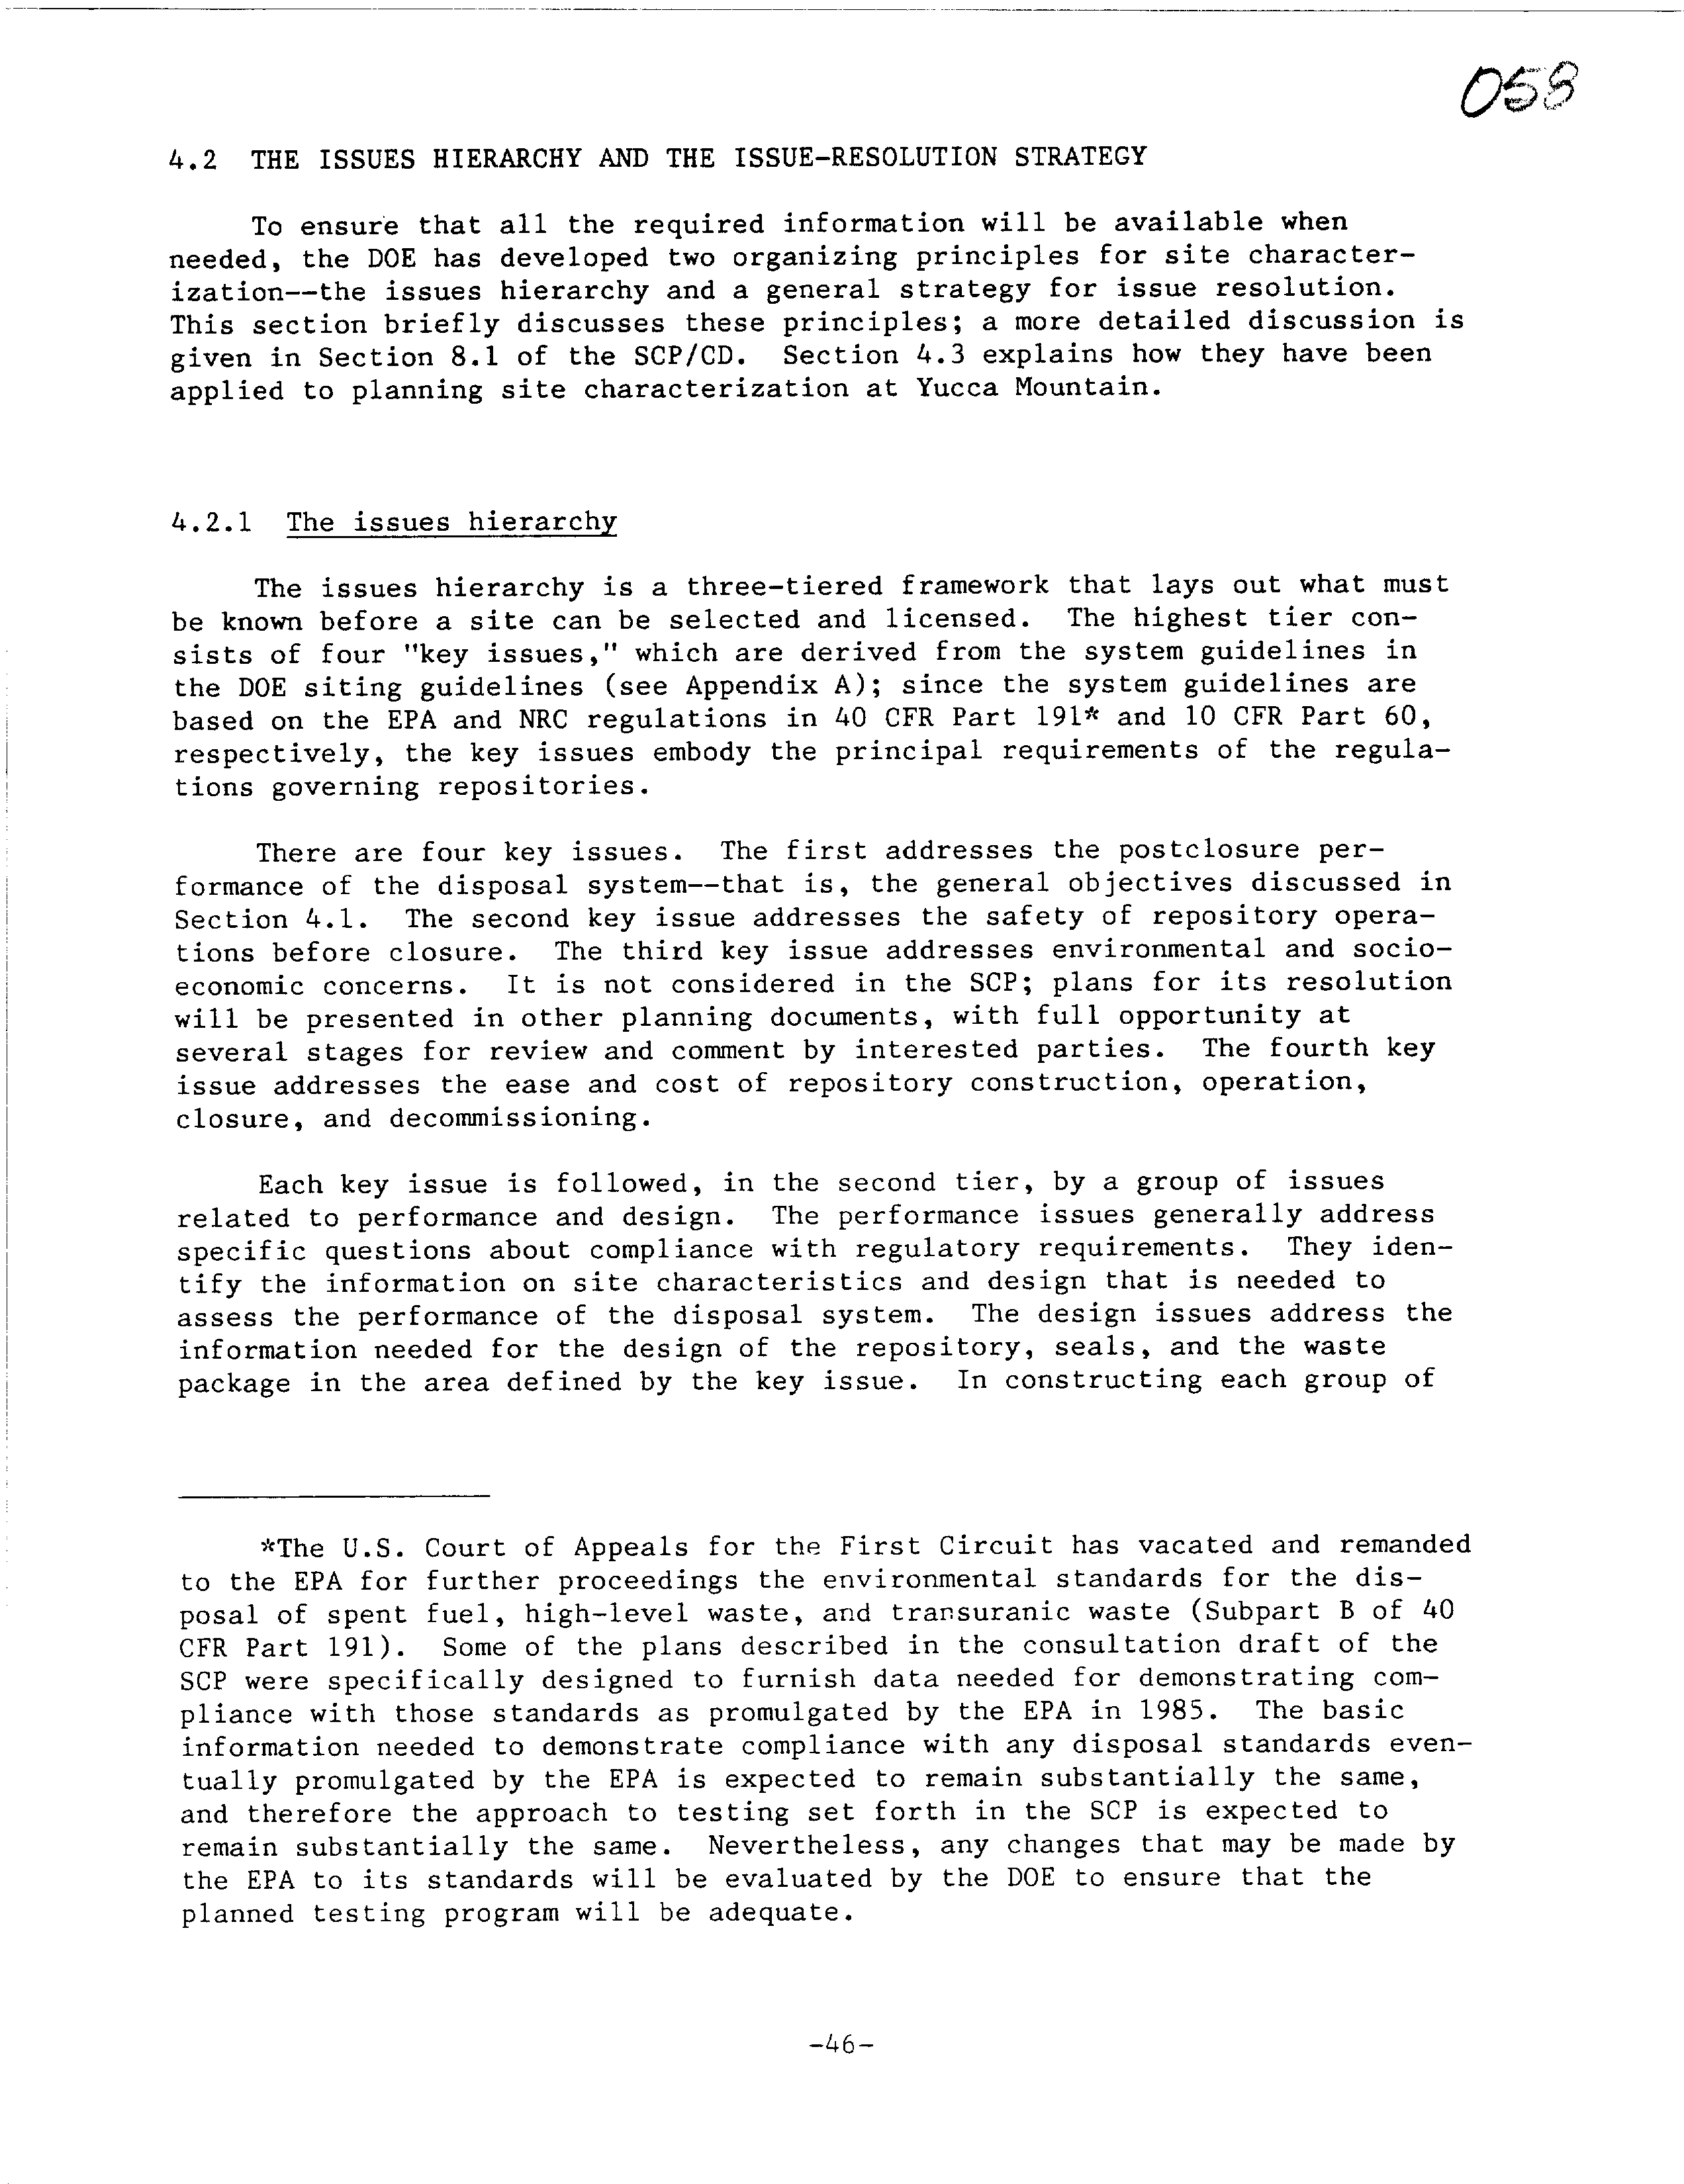 058
4.2 THE ISSUES HIERARCHY AND THE ISSUE-RESOLUTION STRATEGY
To ensure that all the required information will be available when
needed, the DOE has developed two organizing principles for site character-
ization--the issues hierarchy and a general strategy for issue resolution.
This section briefly discusses these principles; a more detailed discussion is
given in Section 8.1 of the SCP/CD. Section 4.3 explains how they have been
applied to planning site characterization at Yucca Mountain.
4.2.1 The issues hierarchy
The issues hierarchy is a three-tiered framework that lays out what must
be known before a site can be selected and licensed. The highest tier con-
sists of four "key issues," which are derived from the system guidelines in
the DOE siting guidelines (see Appendix A); since the system guidelines are
based on the EPA and NRC regulations in 40 CFR Part 191* and 10 CFR Part 60,
respectively, the key issues embody the principal requirements of the regula-
tions governing repositories.
There are four key issues. The first addresses the postclosure per-
formance of the disposal system--that is, the general objectives discussed in
Section 4.1. The second key issue addresses the safety of repository opera-
tions before closure. The third key issue addresses environmental and socio-
economic concerns. It is not considered in the SCP; plans for its resolution
will be presented in other planning documents, with full opportunity at
several stages for review and comment by interested parties. The fourth key
issue addresses the ease and cost of repository construction, operation,
closure, and decommissioning.
Each key issue is followed, in the second tier, by a group of issues
related to performance and design. The performance issues generally address
specific questions about compliance with regulatory requirements. They iden-
tify the information on site characteristics and design that is needed to
assess the performance of the disposal system. The design issues address the
information needed for the design of the repository, seals, and the waste
package in the area defined by the key issue. In constructing each group of
*The U.S. Court of Appeals for the First Circuit has vacated and remanded
to the EPA for further proceedings the environmental standards for the dis-
posal of spent fuel, high-level waste, and transuranic waste (Subpart B of 40
CFR Part 191). Some of the plans described in the consultation draft of the
SCP were specifically designed to furnish data needed for demonstrating com-
pliance with those standards as promulgated by the EPA in 1985. The basic
information needed to demonstrate compliance with any disposal standards even-
tually promulgated by the EPA is expected to remain substantially the same,
and therefore the approach to testing set forth in the SCP is expected to
remain substantially the same. Nevertheless, any changes that may be made by
the EPA to its standards will be evaluated by the DOE to ensure that the
planned testing program will be adequate.
-46-